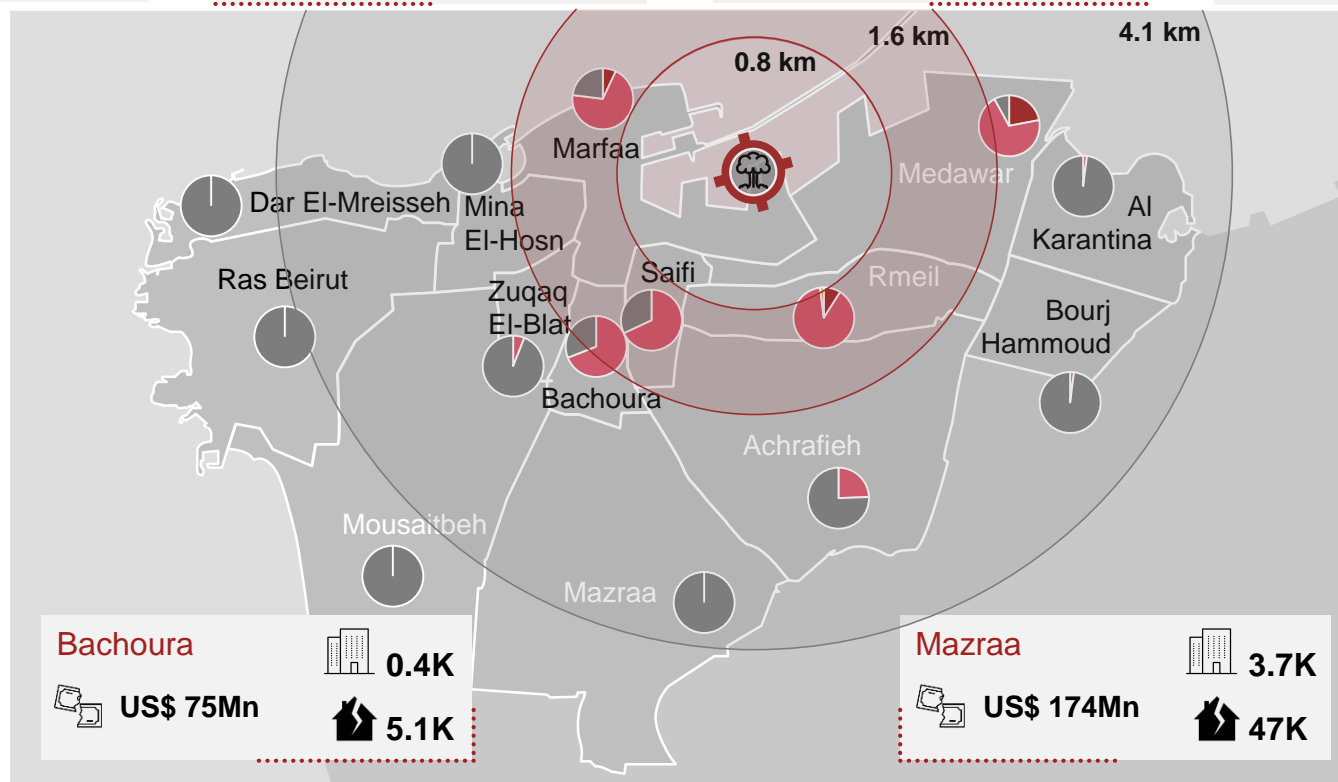 1.6 km
4.1 km
0.8 km
Marfaa
Medawar
Dar El-Mreisseh
Mina
El-Hosn
Al
Karantina
Ras Beirut
Saifi
Rmeil
Zuqaq
El-Blat
Bourj
Hammoud
Bachoura
Achrafieh
Mousaitbeh
Mazraa
Bachoura
0.4K
US$ 75Mn
5.1K
Mazraa
3.7K
US$ 174Mn
47K